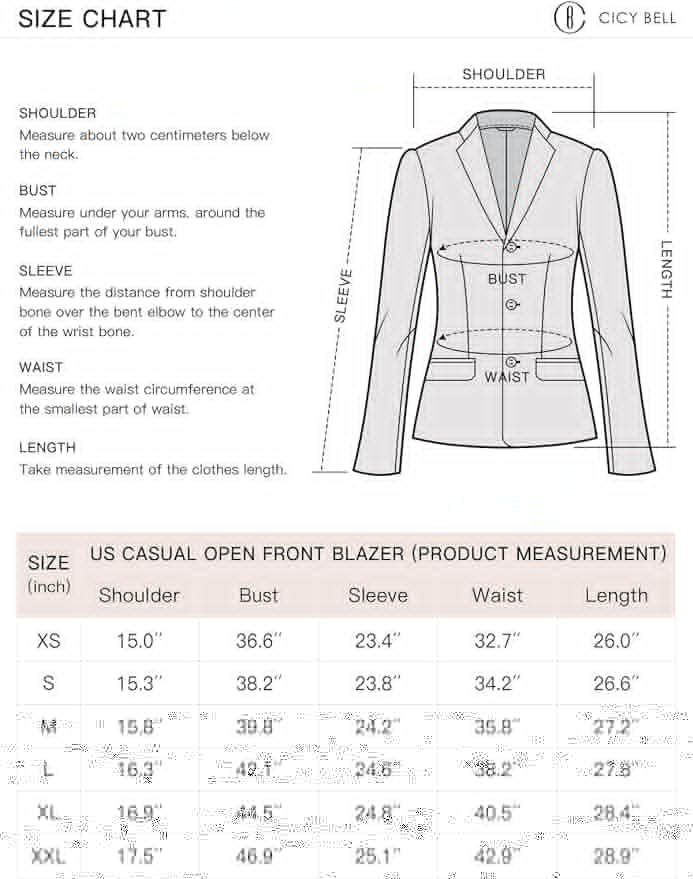 SIZE CHART
CICY BELL
SHOULDER
Measure about two centimeters below
the neck.
BUST
Measure under your arms, around the
fullest part of your bust.
SLEEVE
Measure the distance from shoulder
bone over the bent elbow to the center
of the wrist bone.
WAIST
Measure the waist circumference at
the smallest part of waist.
LENGTH
Take measurement of the clothes length.
SHOULDER
SLEEVE
BUST
WAIST
LENGTH
SIZE
(inch)
US CASUAL OPEN FRONT BLAZER (PRODUCT MEASUREMENT)
Shoulder Bust Sleeve Waist Length
XS 15.0" 36.6" 23.4" 32.7" 26.0"
S 15.3" 38.2" 23.8" 34.2" 26.6"
M 15.8" 39.8" 24.2" 35.8" 27.2"
L 16.3" 24.6" 38.2" 27.8"
XL 16.9" 44.5" 24.8" 40.5" 28.4"
XXL 17.5" 46.9" 25.1" 42.9" 28.9"